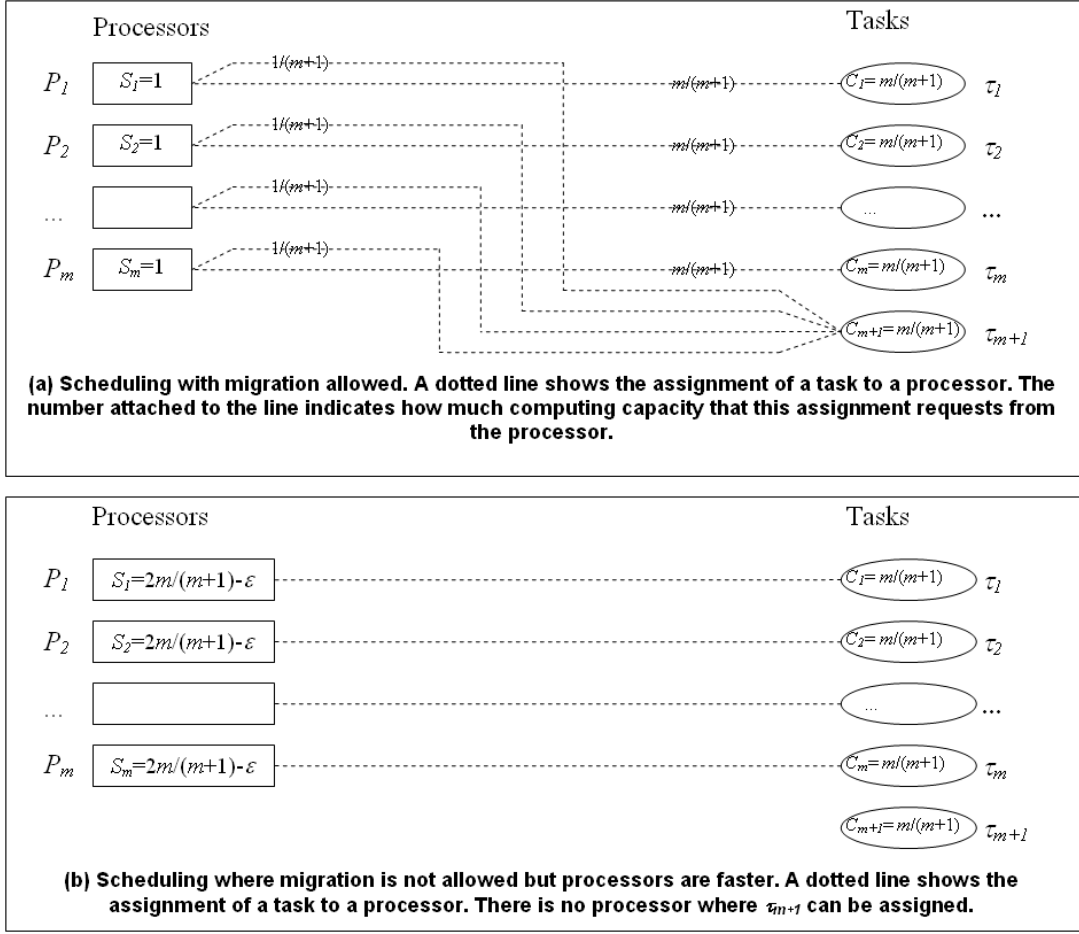 Processors Tasks
1/(m+1)
P1 S1=1 m/(m+1) C1= m/(m+1) τ1
1/(m+1)
P2 S2=1 m/(m+1) C2= m/(m+1) τ2
1/(m+1)
... m/(m+1) ... ...
1/(m+1)
Pm Sm=1 m/(m+1) Cm= m/(m+1) τm
Cm+1= m/(m+1) τm+1
(a) Scheduling with migration allowed. A dotted line shows the assignment of a task to a processor. The
number attached to the line indicates how much computing capacity that this assignment requests from
the processor.
Processors Tasks
P1 S1=2m/(m+1)-ε C1= m/(m+1) τ1
P2 S2=2m/(m+1)-ε C2= m/(m+1) τ2
... ... ...
Pm Sm=2m/(m+1)-ε Cm= m/(m+1) τm
Cm+1= m/(m+1) τm+1
(b) Scheduling where migration is not allowed but processors are faster. A dotted line shows the
assignment of a task to a processor. There is no processor where τm+1 can be assigned.